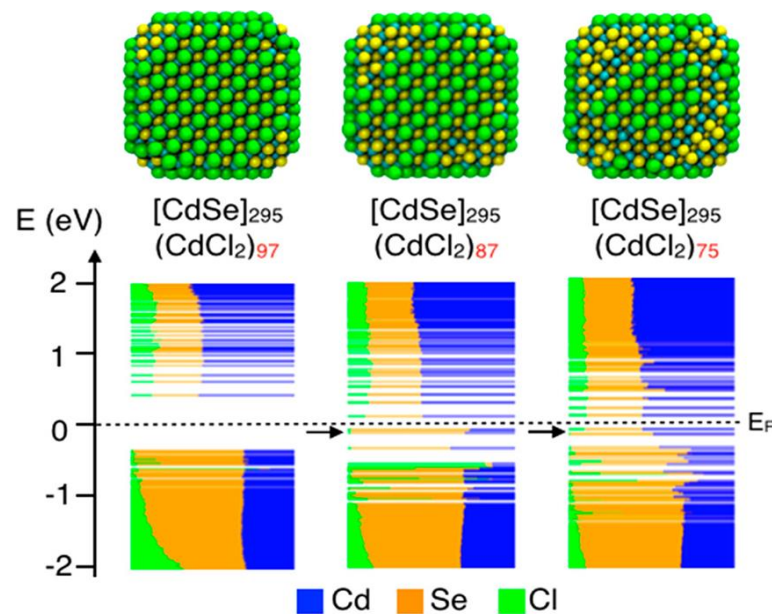 E (eV)
[CdSe]₂₉₅
(CdCl₂)₉₇
[CdSe]₂₉₅
(CdCl₂)₈₇
[CdSe]₂₉₅
(CdCl₂)₇₅
2
1
0
-1
-2
E_F
Cd Se Cl